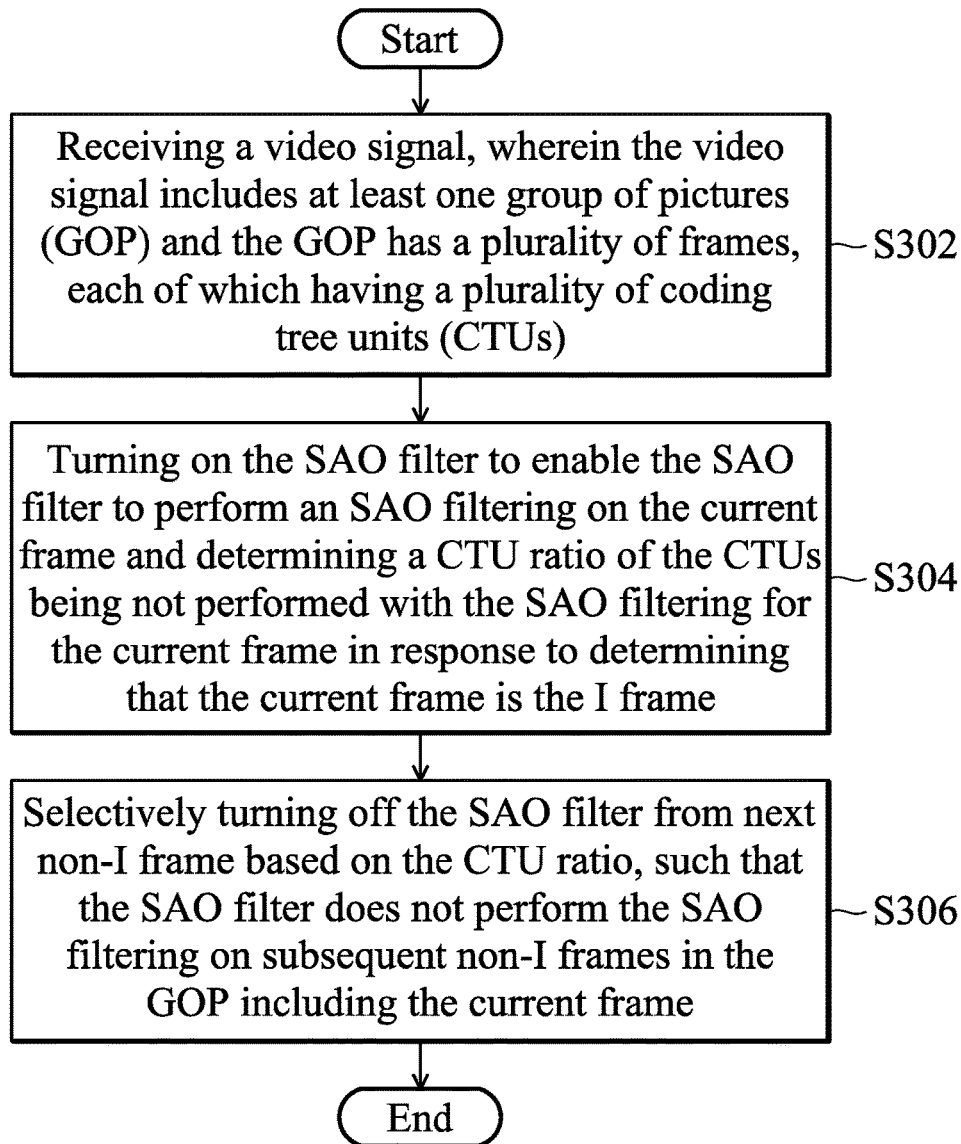 Start
Receiving a video signal, wherein the video
signal includes at least one group of pictures
(GOP) and the GOP has a plurality of frames,
each of which having a plurality of coding
tree units (CTUs)
S302
Turning on the SAO filter to enable the SAO
filter to perform an SAO filtering on the current
frame and determining a CTU ratio of the CTUs
being not performed with the SAO filtering for
the current frame in response to determining
that the current frame is the I frame
S304
Selectively turning off the SAO filter from next
non-I frame based on the CTU ratio, such that
the SAO filter does not perform the SAO
filtering on subsequent non-I frames in the
GOP including the current frame
S306
End